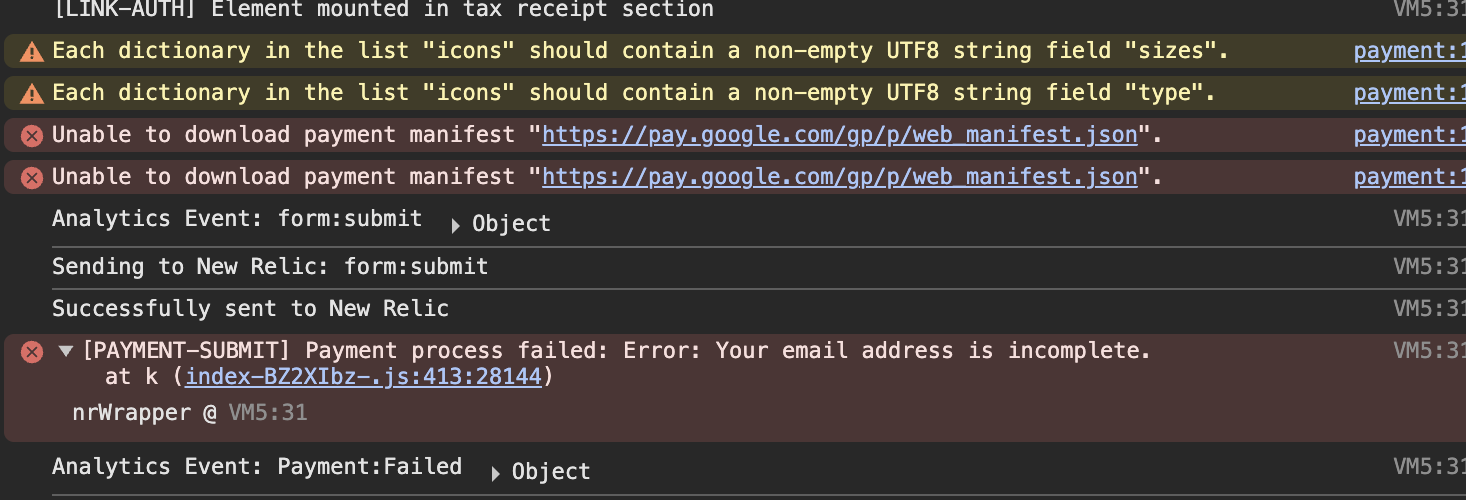 [LINK-AUTH] Element mounted in tax receipt section VM5:31
Each dictionary in the list "icons" should contain a non-empty UTF8 string field "sizes". payment:1
Each dictionary in the list "icons" should contain a non-empty UTF8 string field "type". payment:1
Unable to download payment manifest "https://pay.google.com/gp/p/web_manifest.json". payment:1
Unable to download payment manifest "https://pay.google.com/gp/p/web_manifest.json". payment:1
Analytics Event: form:submit Object VM5:31
Sending to New Relic: form:submit VM5:31
Successfully sent to New Relic VM5:31
[PAYMENT-SUBMIT] Payment process failed: Error: Your email address is incomplete. VM5:31
at k (index-BZ2XIbz-.js:413:28144)
nrWrapper @ VM5:31
Analytics Event: Payment:Failed Object VM5:31